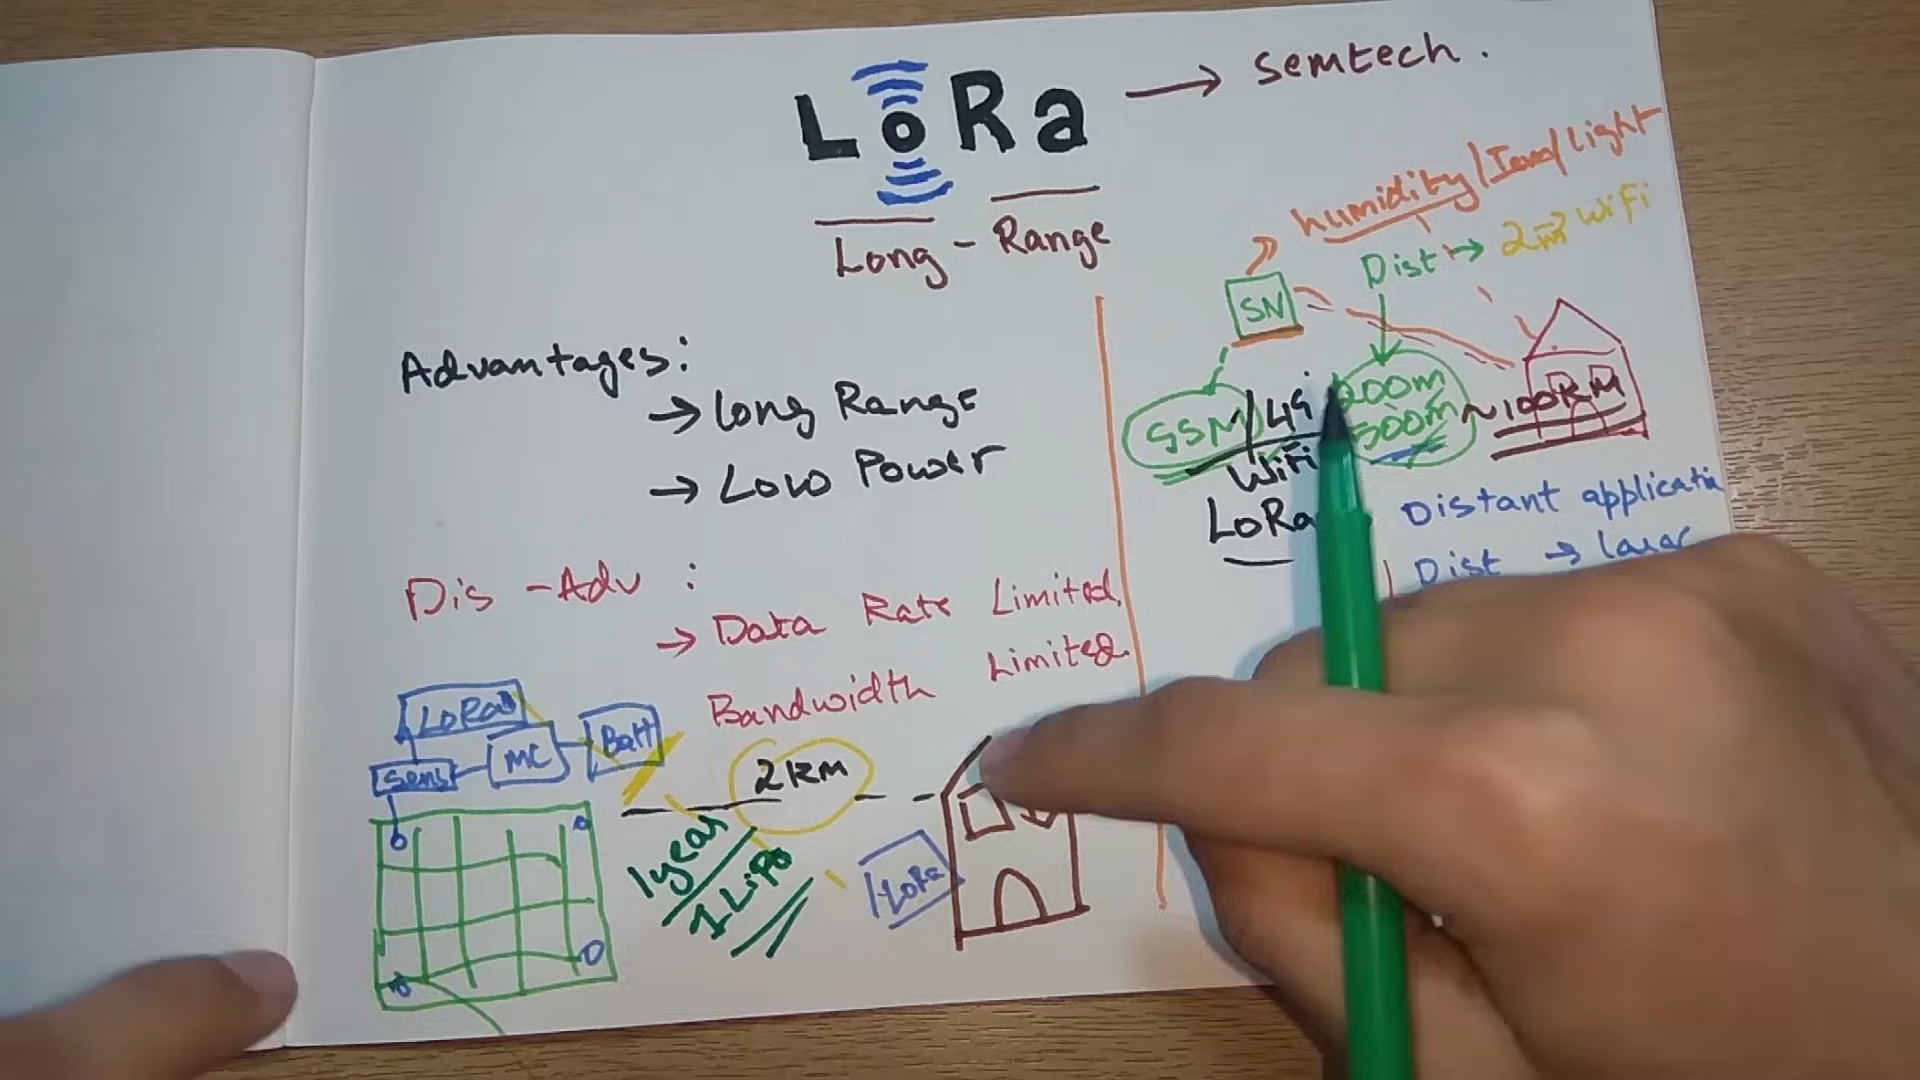 LoRa → Semtech.
Long - Range
Advantages:
→ Long Range
→ Low Power
Dis-Adv :
→ Data Rate Limited.
Bandwidth Limited.
LoRa
Sens
MC
Batt
2KM
1year
1 LiPo
LoRa
humidity / / Light
Dist → 2m WiFi
SN
GSM / 4G
WiFi
LoRa
200m
500m
~100KM
Distant applicatio
Dist →